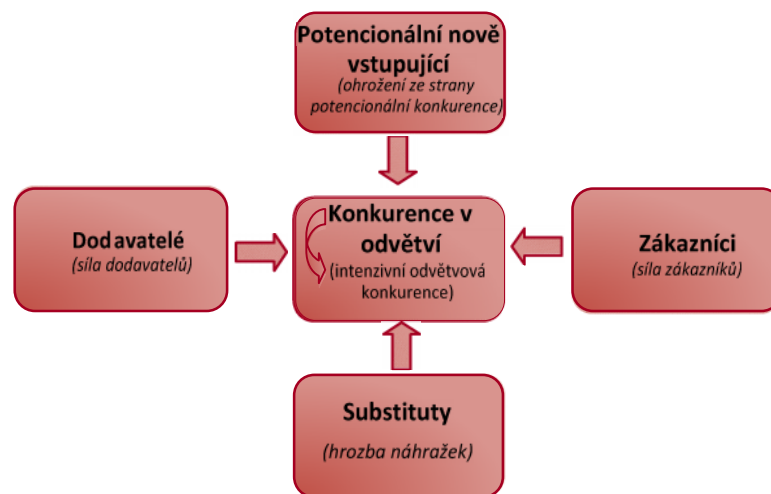 Potencionální nově
vstupující
(ohrožení ze strany
potencionální konkurence)
Dodavatelé
(síla dodavatelů)
Konkurence v
odvětví
(intenzivní odvětvová
konkurence)
Zákazníci
(síla zákazníků)
Substituty
(hrozba náhražek)